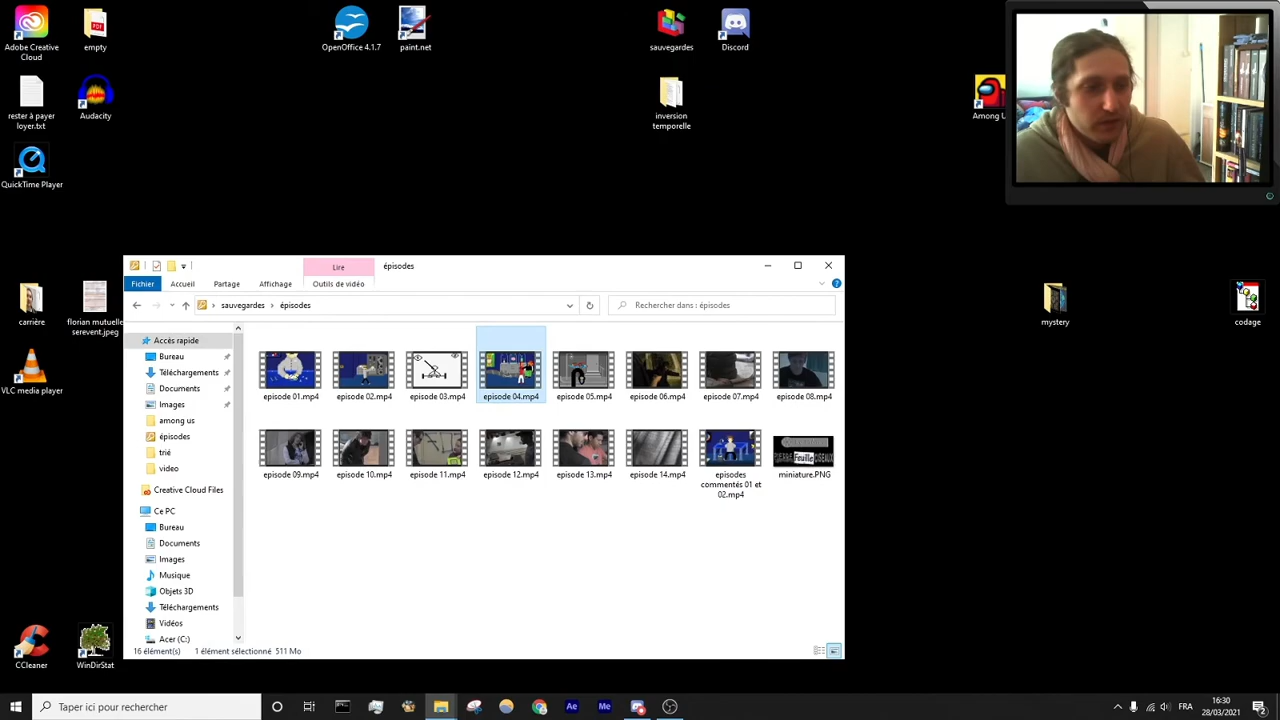 Adobe Creative
Cloud
empty
OpenOffice 4.1.7
paint.net
sauvegardes
Discord
rester à payer
loyer.txt
Audacity
inversion
temporelle
Among U
QuickTime Player
carrière
florian mutuelle
serevent.jpeg
VLC media player
mystery
codage
CCleaner
WinDirStat
Lire
épisodes
Fichier
Accueil
Partage
Affichage
Outils de vidéo
sauvegardes
épisodes
Rechercher dans : épisodes
Accès rapide
Bureau
Téléchargements
Documents
Images
among us
épisodes
trié
video
Creative Cloud Files
Ce PC
Bureau
Documents
Images
Musique
Objets 3D
Téléchargements
Vidéos
Acer (C:)
episode 01.mp4
episode 02.mp4
episode 03.mp4
episode 04.mp4
episode 05.mp4
episode 06.mp4
episode 07.mp4
episode 08.mp4
episode 09.mp4
episode 10.mp4
episode 11.mp4
episode 12.mp4
episode 13.mp4
episode 14.mp4
episodes
commentés 01 et
02.mp4
miniature.PNG
16 élément(s)
1 élément sélectionné 511 Mo
Taper ici pour rechercher
Ae
Me
FRA
16:30
28/03/2021